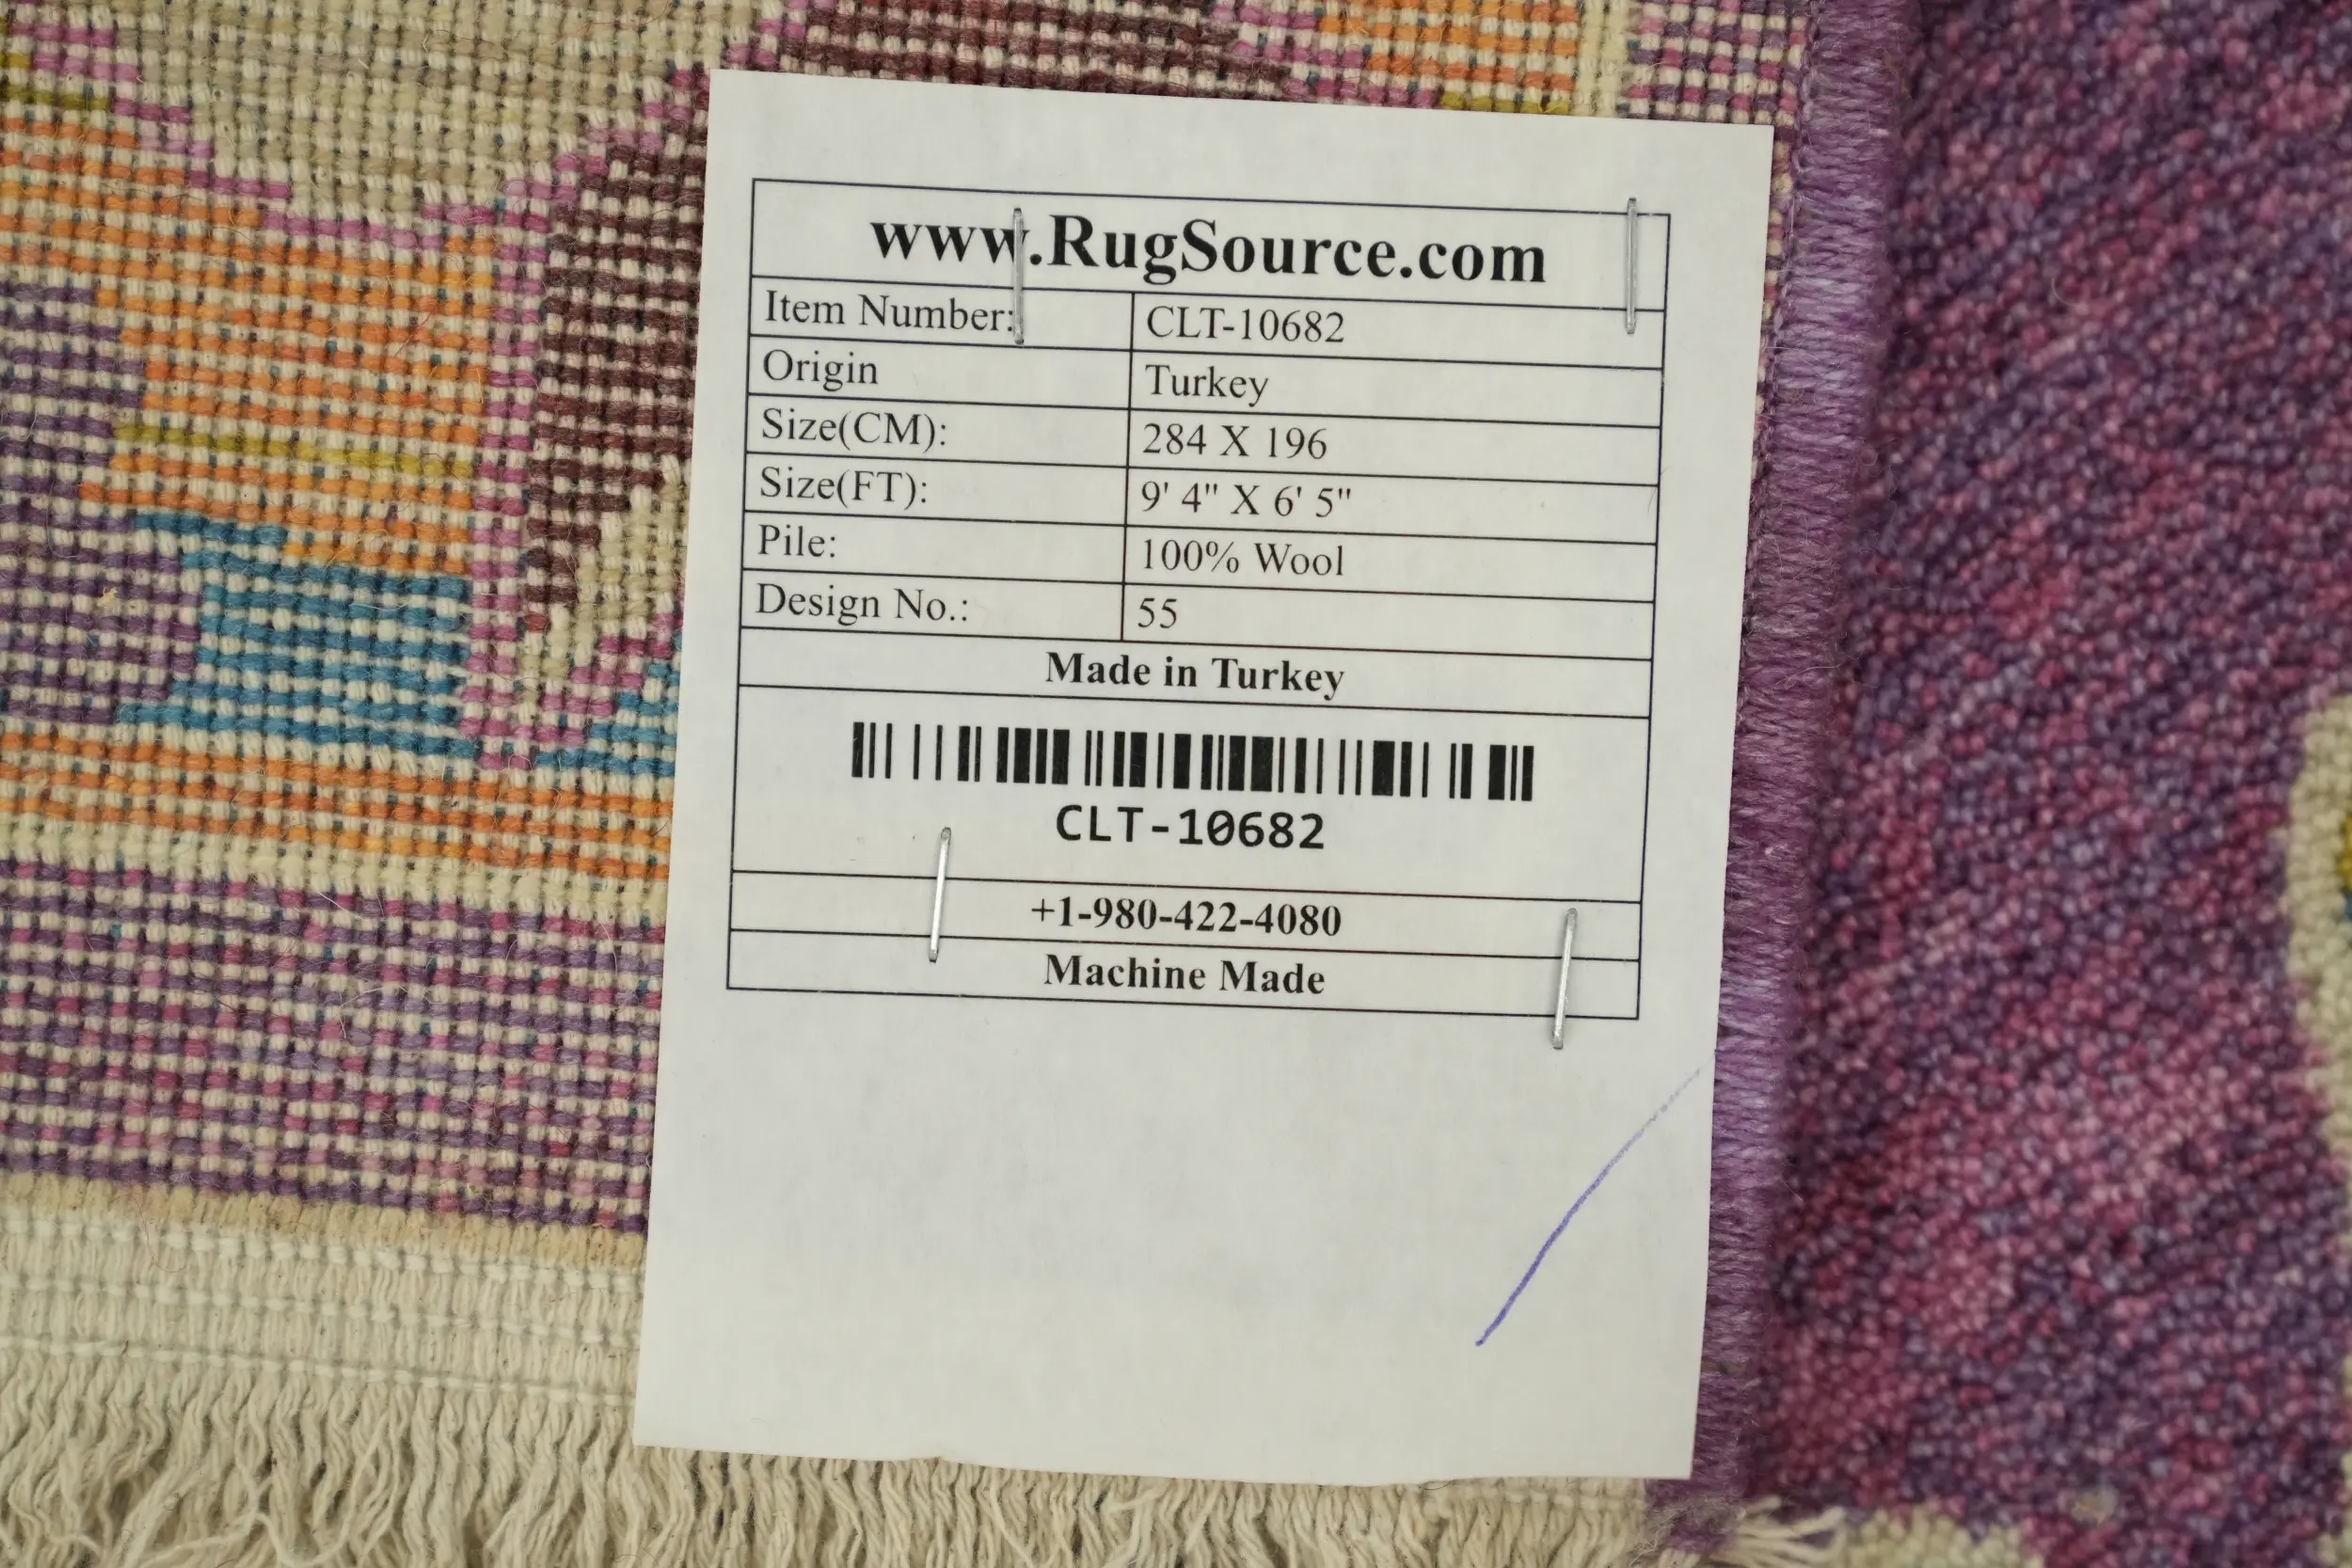 www.RugSource.com
Item Number: CLT-10682
Origin Turkey
Size(CM): 284 X 196
Size(FT): 9' 4" X 6' 5"
Pile: 100% Wool
Design No.: 55
Made in Turkey
CLT-10682
+1-980-422-4080
Machine Made